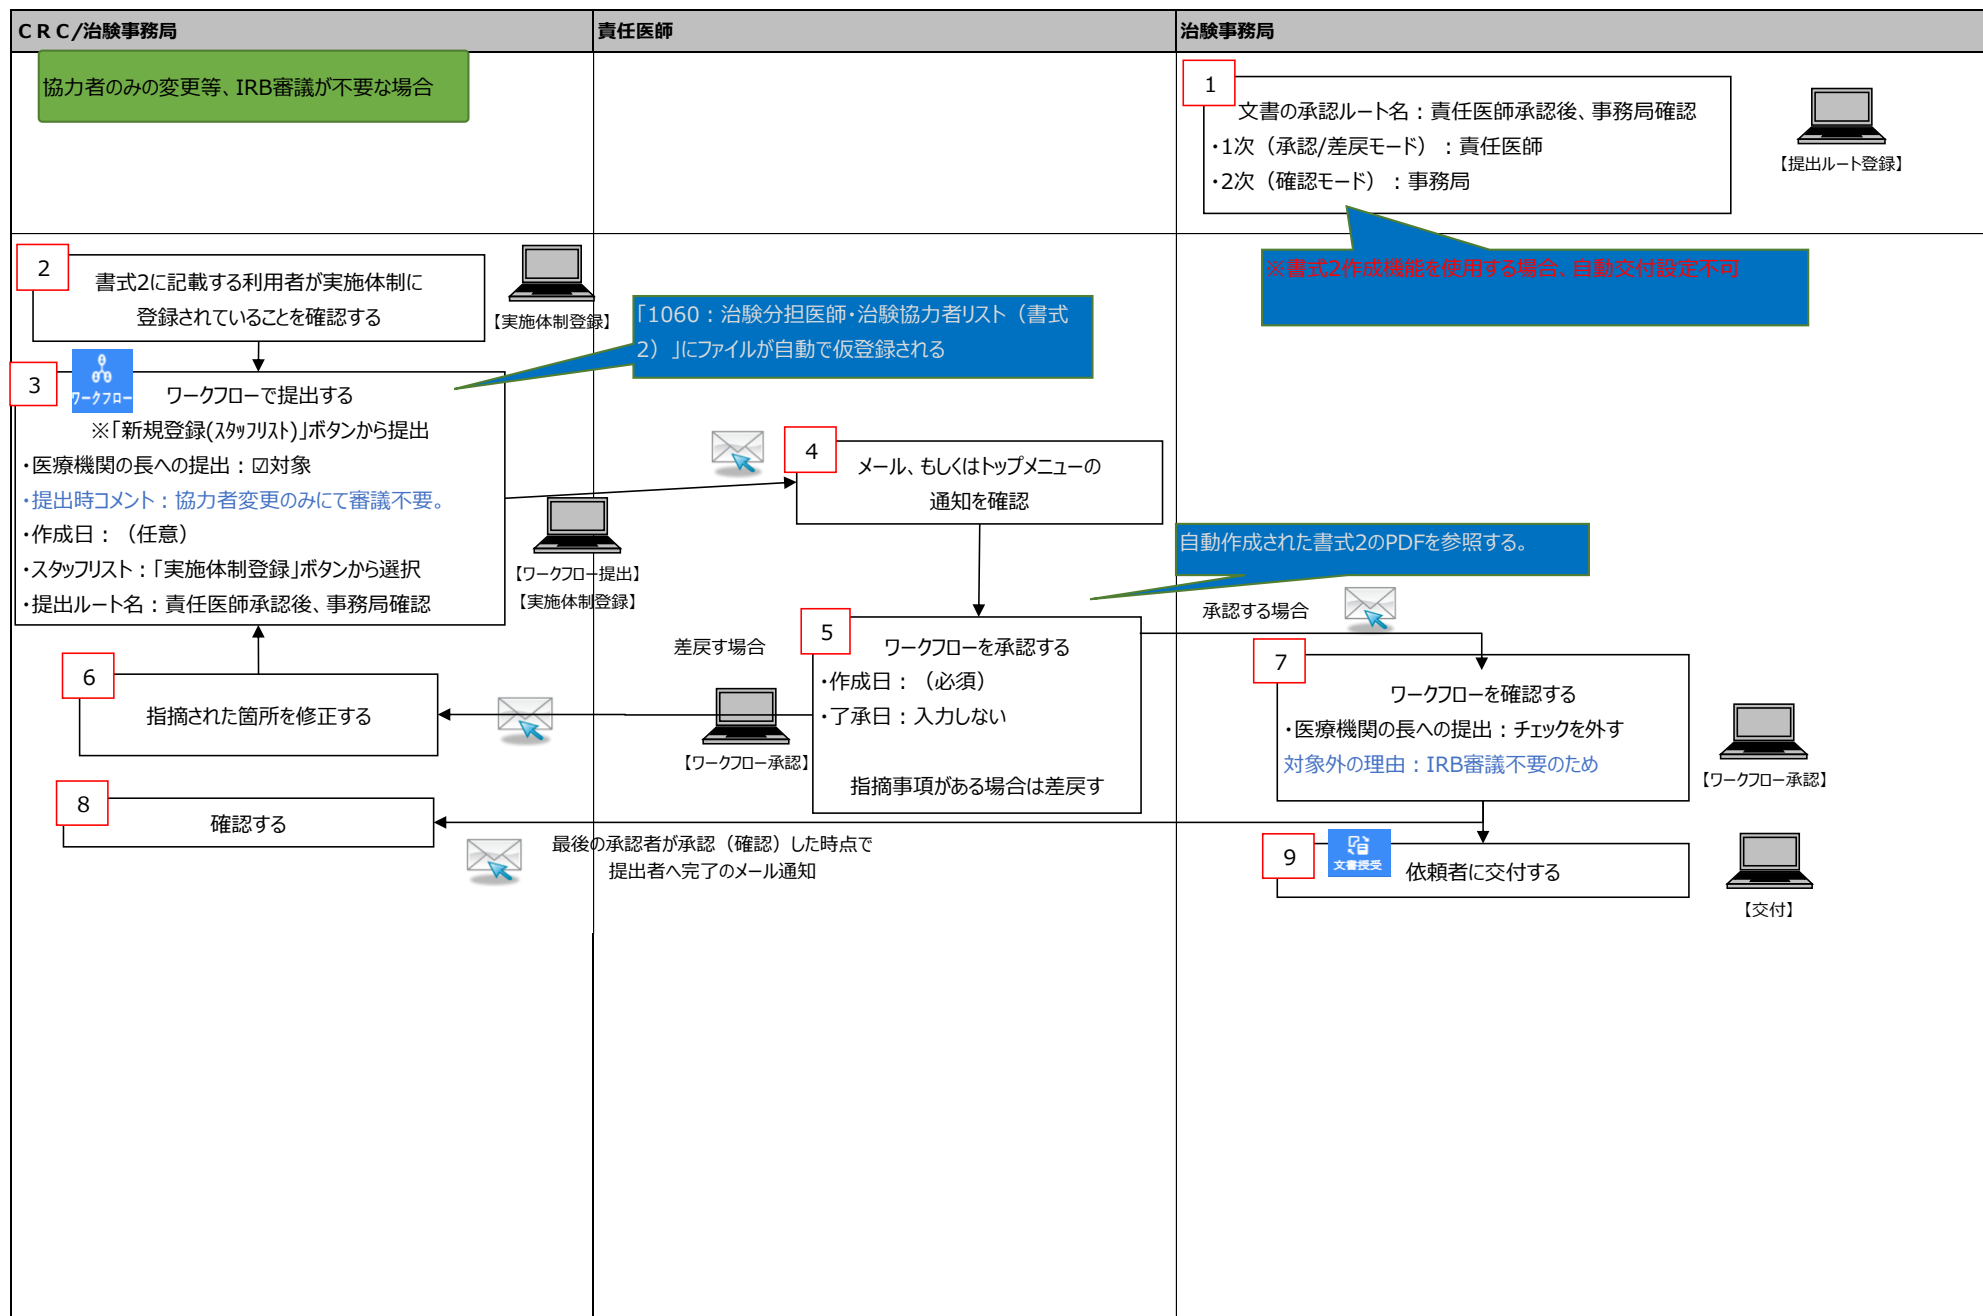 ＣＲＣ/治験事務局
責任医師
治験事務局
協力者のみの変更等、IRB審議が不要な場合
1
文書の承認ルート名：責任医師承認後、事務局確認
・1次（承認/差戻モード）：責任医師
・2次（確認モード）：事務局
【提出ルート登録】
※書式2作成機能を使用する場合、自動交付設定不可
2
書式2に記載する利用者が実施体制に
登録されていることを確認する
【実施体制登録】
「1060：治験分担医師・治験協力者リスト（書式
2）」にファイルが自動で仮登録される
3
ワークフロー
ワークフローで提出する
※「新規登録(ｽﾀｯﾌﾘｽﾄ)」ボタンから提出
・医療機関の長への提出：☑対象
・提出時コメント：協力者変更のみにて審議不要。
・作成日：（任意）
・スタッフリスト：「実施体制登録」ボタンから選択
・提出ルート名：責任医師承認後、事務局確認
【ワークフロー提出】
【実施体制登録】
4
メール、もしくはトップメニューの
通知を確認
自動作成された書式2のPDFを参照する。
5
ワークフローを承認する
・作成日：（必須）
・了承日：入力しない
指摘事項がある場合は差戻す
差戻す場合
【ワークフロー承認】
承認する場合
6
指摘された箇所を修正する
7
ワークフローを確認する
・医療機関の長への提出：チェックを外す
対象外の理由：IRB審議不要のため
【ワークフロー承認】
8
確認する
最後の承認者が承認（確認）した時点で
提出者へ完了のメール通知
9
文書授受
依頼者に交付する
【交付】